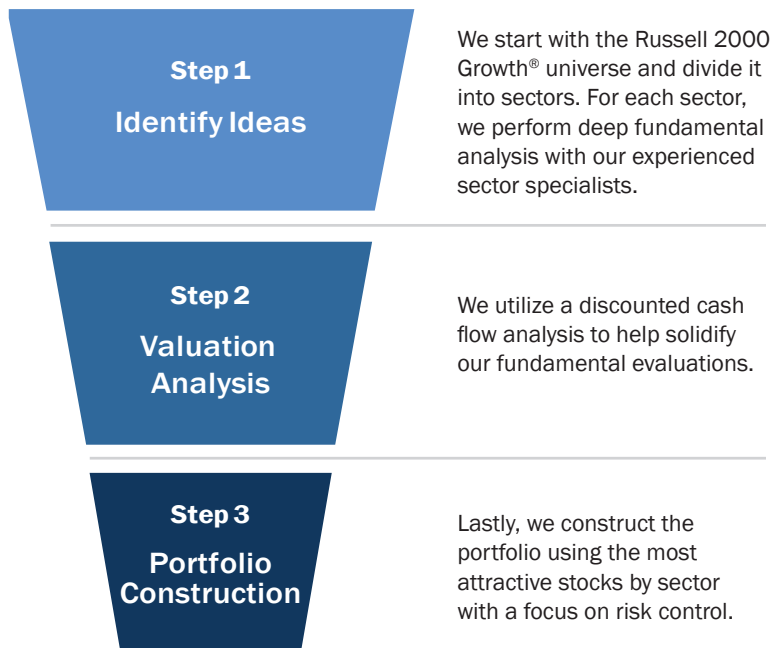 Step 1
Identify Ideas
We start with the Russell 2000
Growth® universe and divide it
into sectors. For each sector,
we perform deep fundamental
analysis with our experienced
sector specialists.
Step 2
Valuation
Analysis
We utilize a discounted cash
flow analysis to help solidify
our fundamental evaluations.
Step 3
Portfolio
Construction
Lastly, we construct the
portfolio using the most
attractive stocks by sector
with a focus on risk control.